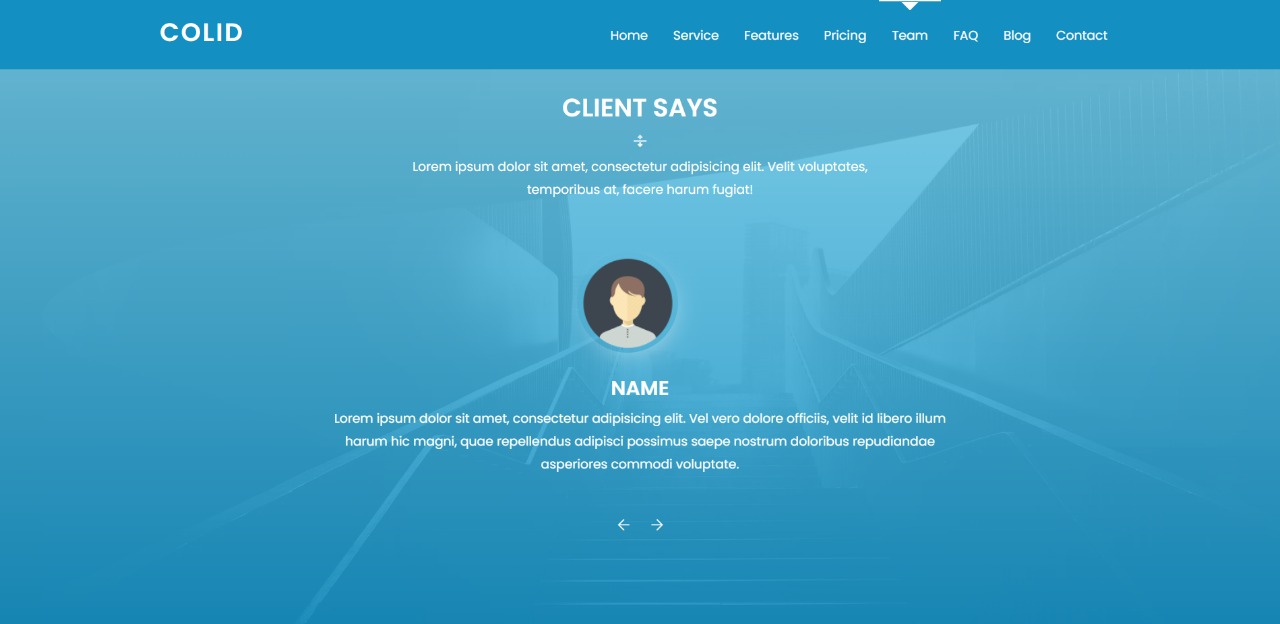 COLID
Home Service Features Pricing Team FAQ Blog Contact
CLIENT SAYS
Lorem ipsum dolor sit amet, consectetur adipisicing elit. Velit voluptates,
temporibus at, facere harum fugiat!
NAME
Lorem ipsum dolor sit amet, consectetur adipisicing elit. Vel vero dolore officiis, velit id libero illum
harum hic magni, quae repellendus adipisci possimus saepe nostrum doloribus repudiandae
asperiores commodi voluptate.